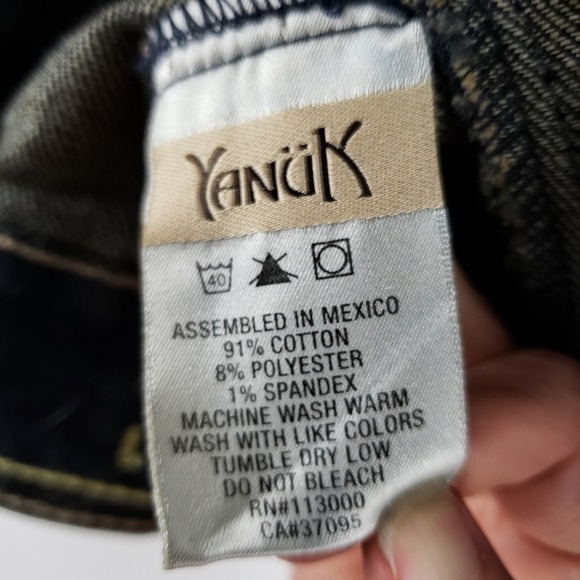 YANÜK
40
ASSEMBLED IN MEXICO
91% COTTON
8% POLYESTER
1% SPANDEX
MACHINE WASH WARM
WASH WITH LIKE COLORS
TUMBLE DRY LOW
DO NOT BLEACH
RN#113000
CA#37095